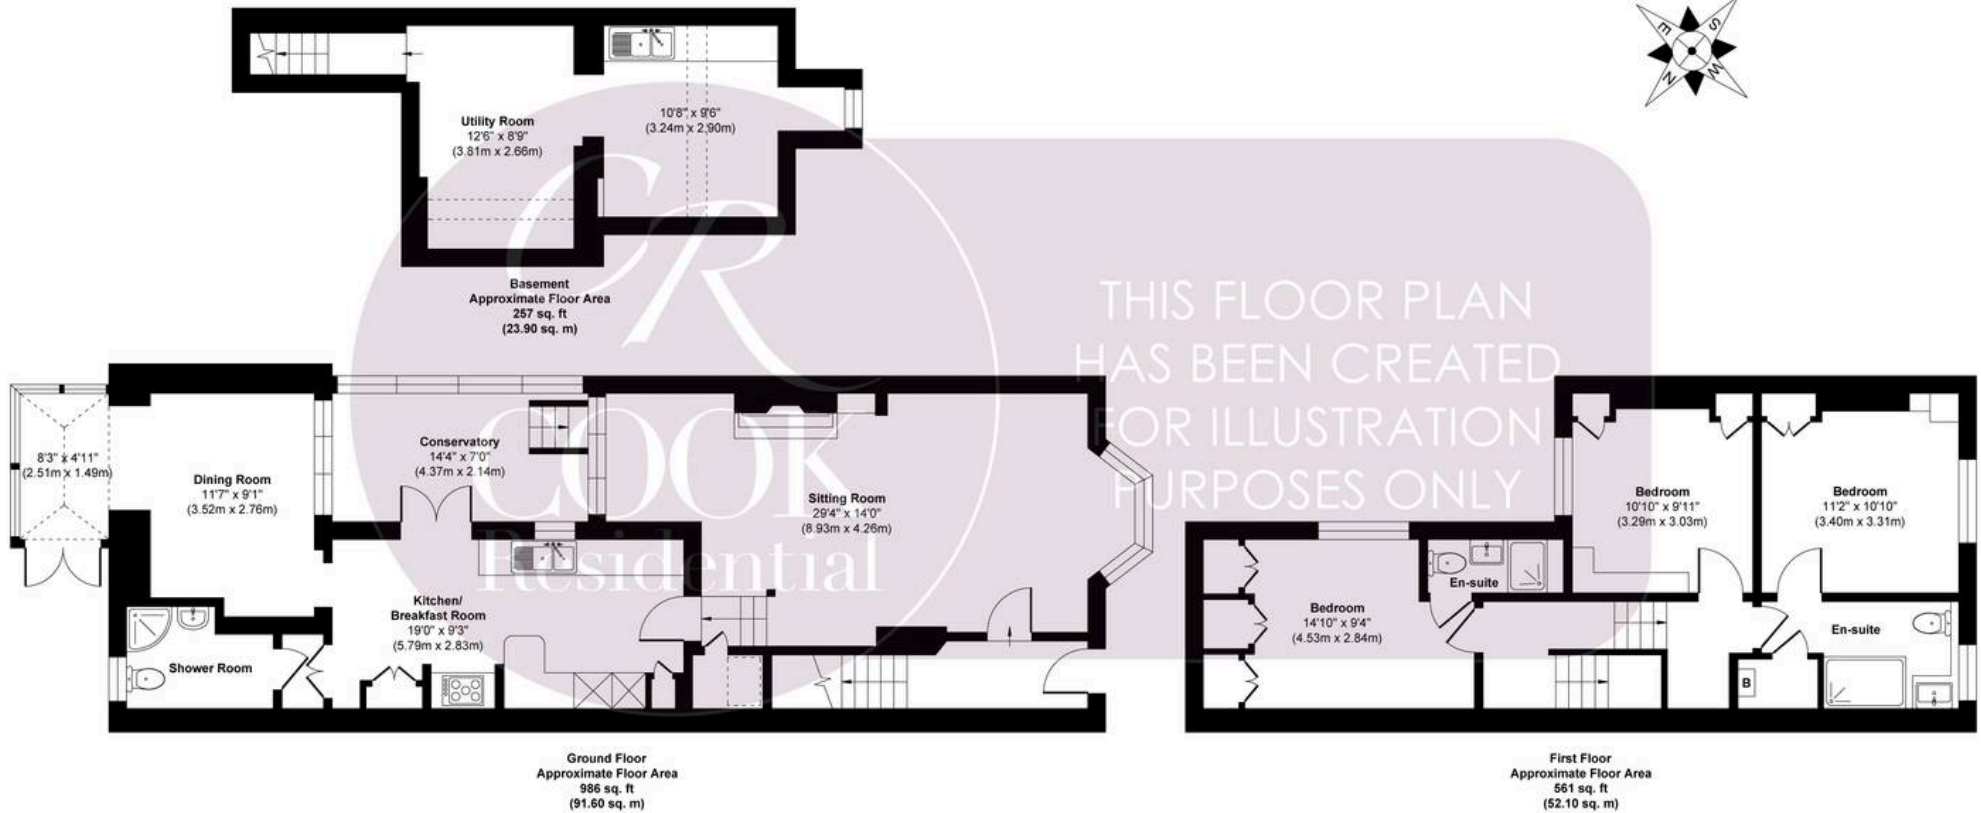 S
E
W
N
Utility Room
12'6" x 8'9"
(3.81m x 2.66m)
10'8" x 9'6"
(3.24m x 2.90m)
Basement
Approximate Floor Area
257 sq. ft
(23.90 sq. m)
CR
COOK
Residential
THIS FLOOR PLAN
HAS BEEN CREATED
FOR ILLUSTRATION
PURPOSES ONLY
8'3" x 4'11"
(2.51m x 1.49m)
Dining Room
11'7" x 9'1"
(3.52m x 2.76m)
Conservatory
14'4" x 7'0"
(4.37m x 2.14m)
Sitting Room
29'4" x 14'0"
(8.93m x 4.26m)
Kitchen/
Breakfast Room
19'0" x 9'3"
(5.79m x 2.83m)
Shower Room
Ground Floor
Approximate Floor Area
986 sq. ft
(91.60 sq. m)
Bedroom
10'10" x 9'11"
(3.29m x 3.03m)
Bedroom
11'2" x 10'10"
(3.40m x 3.31m)
En-suite
Bedroom
14'10" x 9'4"
(4.53m x 2.84m)
En-suite
B
First Floor
Approximate Floor Area
561 sq. ft
(52.10 sq. m)